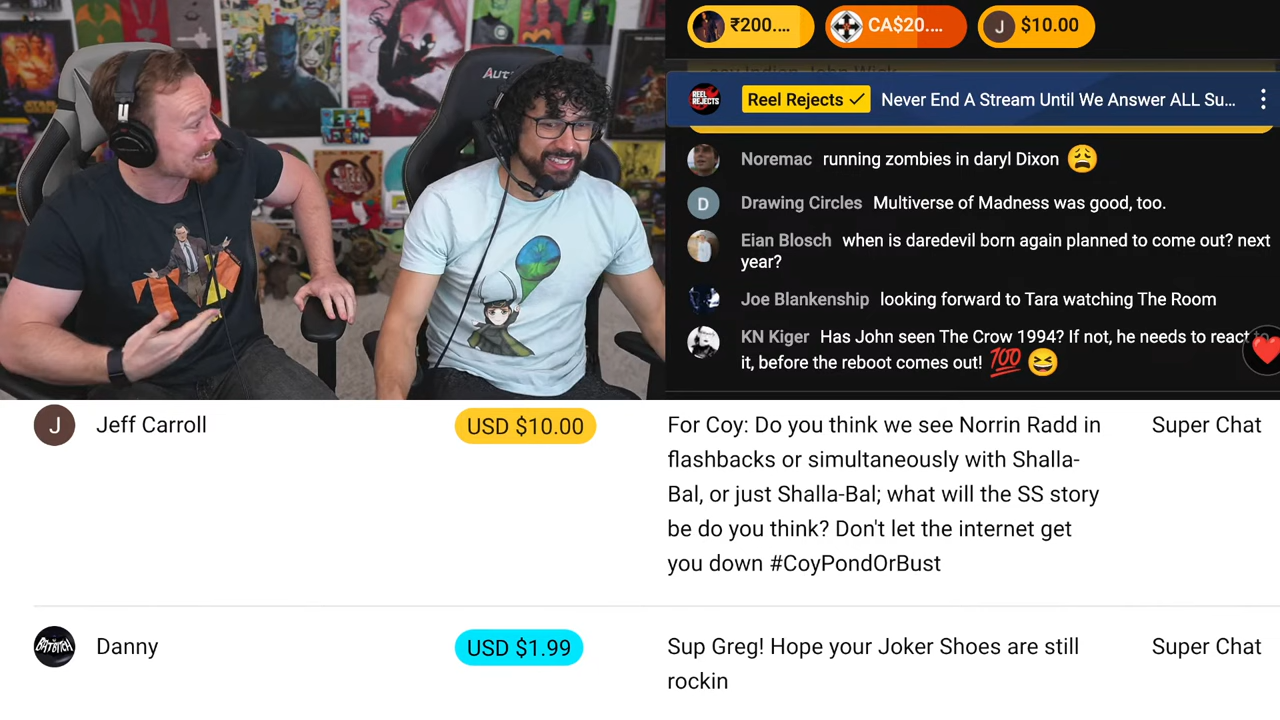 ₹200....
CA$20....
J
$10.00
Reel Rejects ✓ Never End A Stream Until We Answer ALL Su...
REEL
REJECTS
Noremac running zombies in daryl Dixon 😩
D
Drawing Circles Multiverse of Madness was good, too.
Eian Blosch when is daredevil born again planned to come out? next
year?
Joe Blankenship looking forward to Tara watching The Room
KN Kiger Has John seen The Crow 1994? If not, he needs to react
it, before the reboot comes out! 💯 😆
J
Jeff Carroll
USD $10.00
For Coy: Do you think we see Norrin Radd in
flashbacks or simultaneously with Shalla-
Bal, or just Shalla-Bal; what will the SS story
be do you think? Don't let the internet get
you down #CoyPondOrBust
Super Chat
BATBITCH
Danny
USD $1.99
Sup Greg! Hope your Joker Shoes are still
rockin
Super Chat